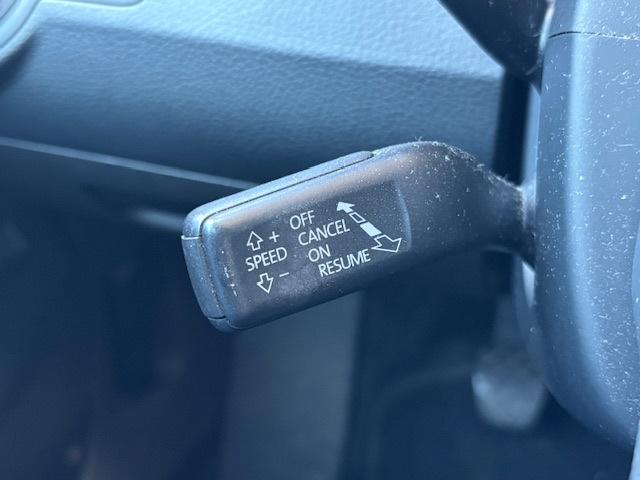 OFF
+ CANCEL
SPEED ON
- RESUME